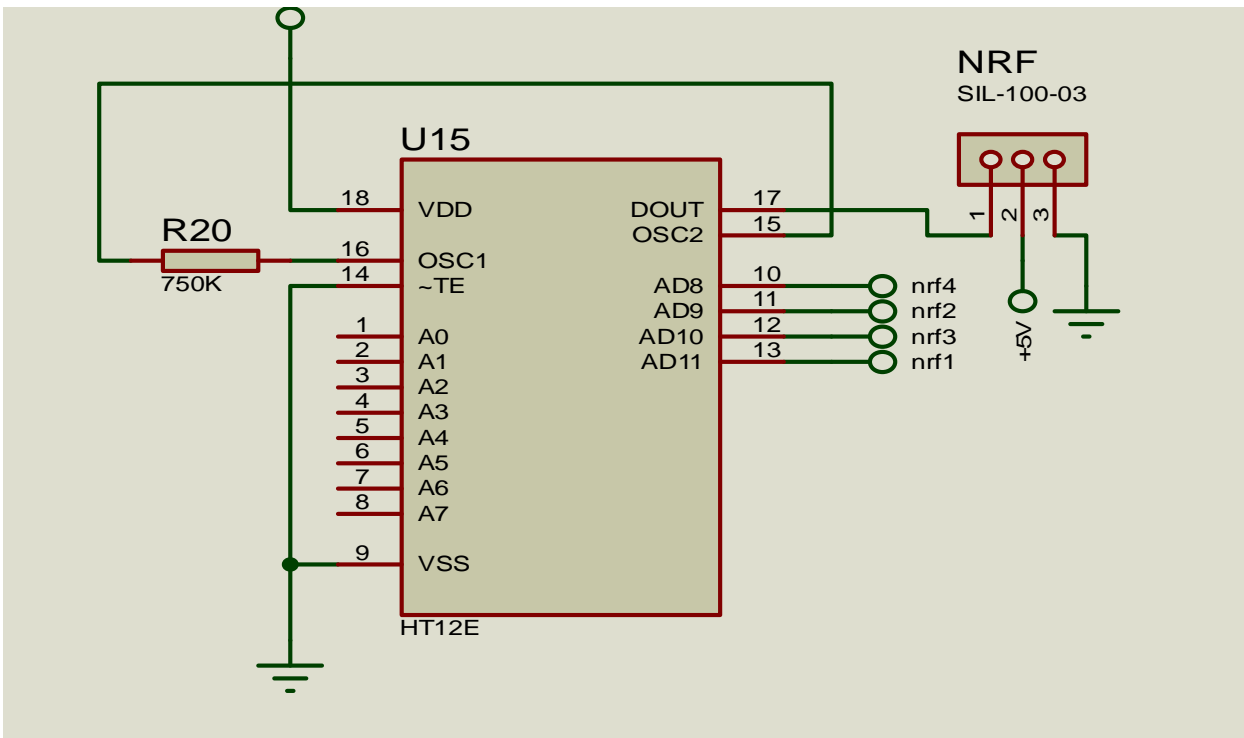 NRF
SIL-100-03
U15
18
VDD
DOUT
17
OSC2
15
1
2
3
R20
750K
16
OSC1
14
~TE
AD8
10
nrf4
AD9
11
nrf2
AD10
12
nrf3
AD11
13
nrf1
+5V
1
A0
2
A1
3
A2
4
A3
5
A4
6
A5
7
A6
8
A7
9
VSS
HT12E